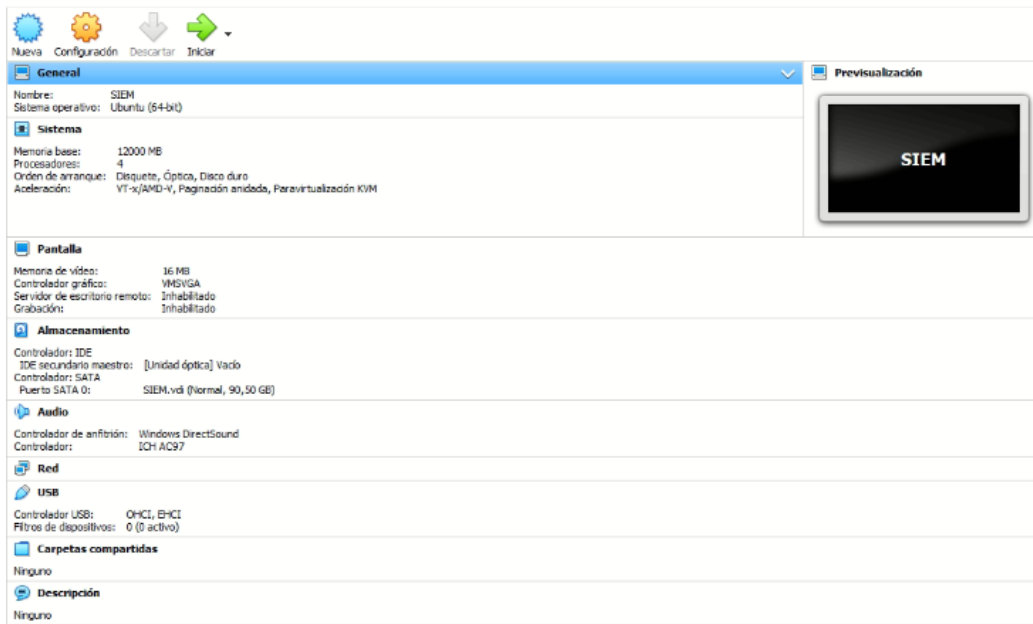 Nueva Configuración Descartar Iniciar
General
Nombre: SIEM
Sistema operativo: Ubuntu (64-bit)
Sistema
Memoria base: 12000 MB
Procesadores: 4
Orden de arranque: Disquete, Óptica, Disco duro
Aceleración: VT-x/AMD-V, Paginación anidada, Paravirtualización KVM
Previsualización
SIEM
Pantalla
Memoria de vídeo: 16 MB
Controlador gráfico: VMSVGA
Servidor de escritorio remoto: Inhabilitado
Grabación: Inhabilitado
Almacenamiento
Controlador: IDE
IDE secundario maestro: [Unidad óptica] Vacío
Controlador: SATA
Puerto SATA 0: SIEM.vdi (Normal, 90,50 GB)
Audio
Controlador de anfitrión: Windows DirectSound
Controlador: ICH AC97
Red
USB
Controlador USB: OHCI, EHCI
Filtros de dispositivos: 0 (0 activo)
Carpetas compartidas
Ninguno
Descripción
Ninguno